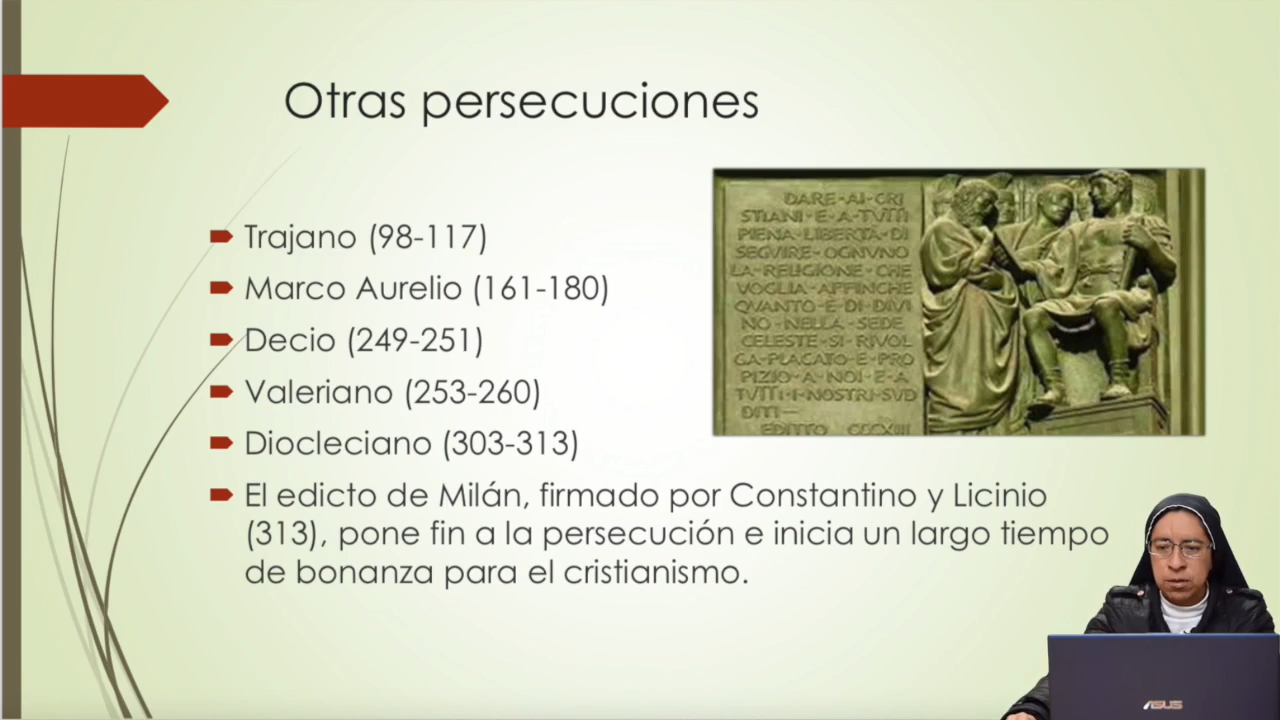 Otras persecuciones
Trajano (98-117)
Marco Aurelio (161-180)
Decio (249-251)
Valeriano (253-260)
Diocleciano (303-313)
El edicto de Milán, firmado por Constantino y Licinio
(313), pone fin a la persecución e inicia un largo tiempo
de bonanza para el cristianismo.
DARE·AI·CRI
STIANI·E·A·TVTTI
PIENA·LIBERTA·DI
SEGVIRE·OGNVNO
LA·RELIGIONE·CHE
VOGLIA·AFFINCHE
QVANTO·E·DI·DIVI
NO·NELLA·SEDE
CELESTE·SI·RIVOL
GA·PLACATO·E·PRO
PIZIO·A·NOI·E·A
TVTTI·I·NOSTRI·SVD
DITI—
EDITTO CCCXIII
ASUS